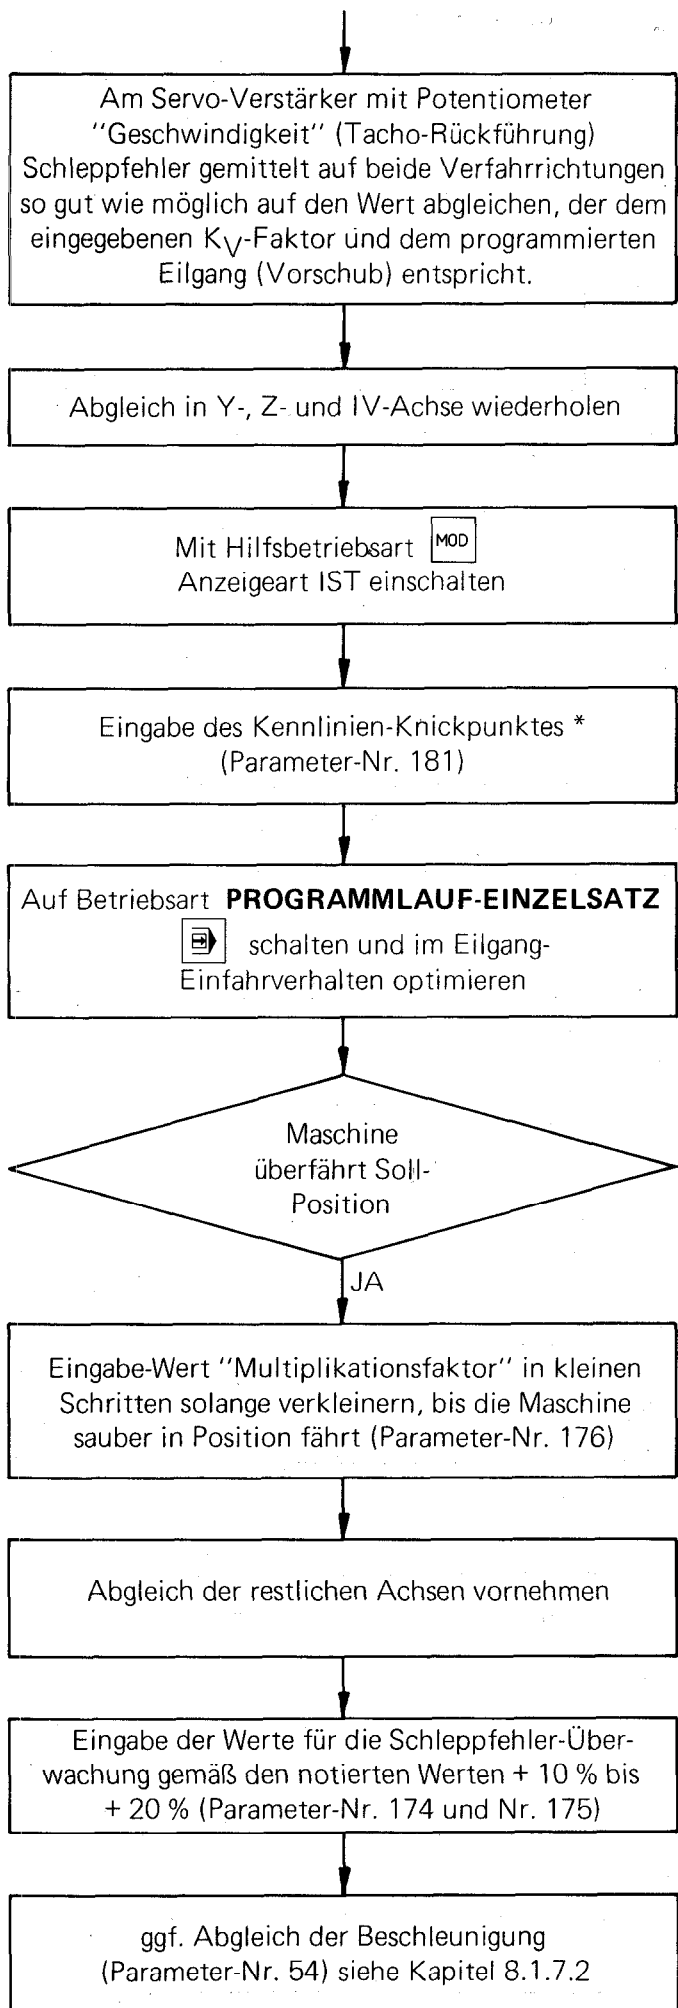 Am Servo-Verstärker mit Potentiometer
"Geschwindigkeit" (Tacho-Rückführung)
Schleppfehler gemittelt auf beide Verfahrrichtungen
so gut wie möglich auf den Wert abgleichen, der dem
eingegebenen KV-Faktor und dem programmierten
Eilgang (Vorschub) entspricht.
Abgleich in Y-, Z- und IV-Achse wiederholen
Mit Hilfsbetriebsart MOD
Anzeigeart IST einschalten
Eingabe des Kennlinien-Knickpunktes *
(Parameter-Nr. 181)
Auf Betriebsart PROGRAMMLAUF-EINZELSATZ
schalten und im Eilgang-
Einfahrverhalten optimieren
Maschine
überfährt Soll-
Position
JA
Eingabe-Wert "Multiplikationsfaktor" in kleinen
Schritten solange verkleinern, bis die Maschine
sauber in Position fährt (Parameter-Nr. 176)
Abgleich der restlichen Achsen vornehmen
Eingabe der Werte für die Schleppfehler-Über-
wachung gemäß den notierten Werten + 10 % bis
+ 20 % (Parameter-Nr. 174 und Nr. 175)
ggf. Abgleich der Beschleunigung
(Parameter-Nr. 54) siehe Kapitel 8.1.7.2